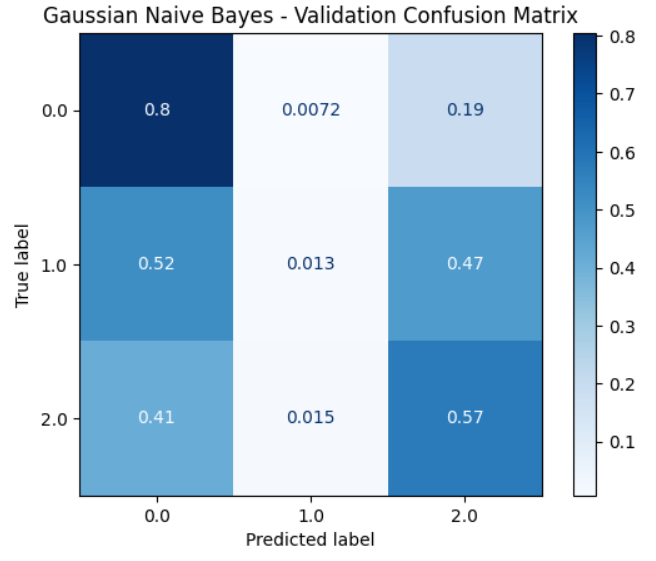 Gaussian Naive Bayes - Validation Confusion Matrix
0.0 0.8 0.0072 0.19
1.0 0.52 0.013 0.47
2.0 0.41 0.015 0.57
0.0 1.0 2.0
Predicted label
True label
0.8
0.7
0.6
0.5
0.4
0.3
0.2
0.1